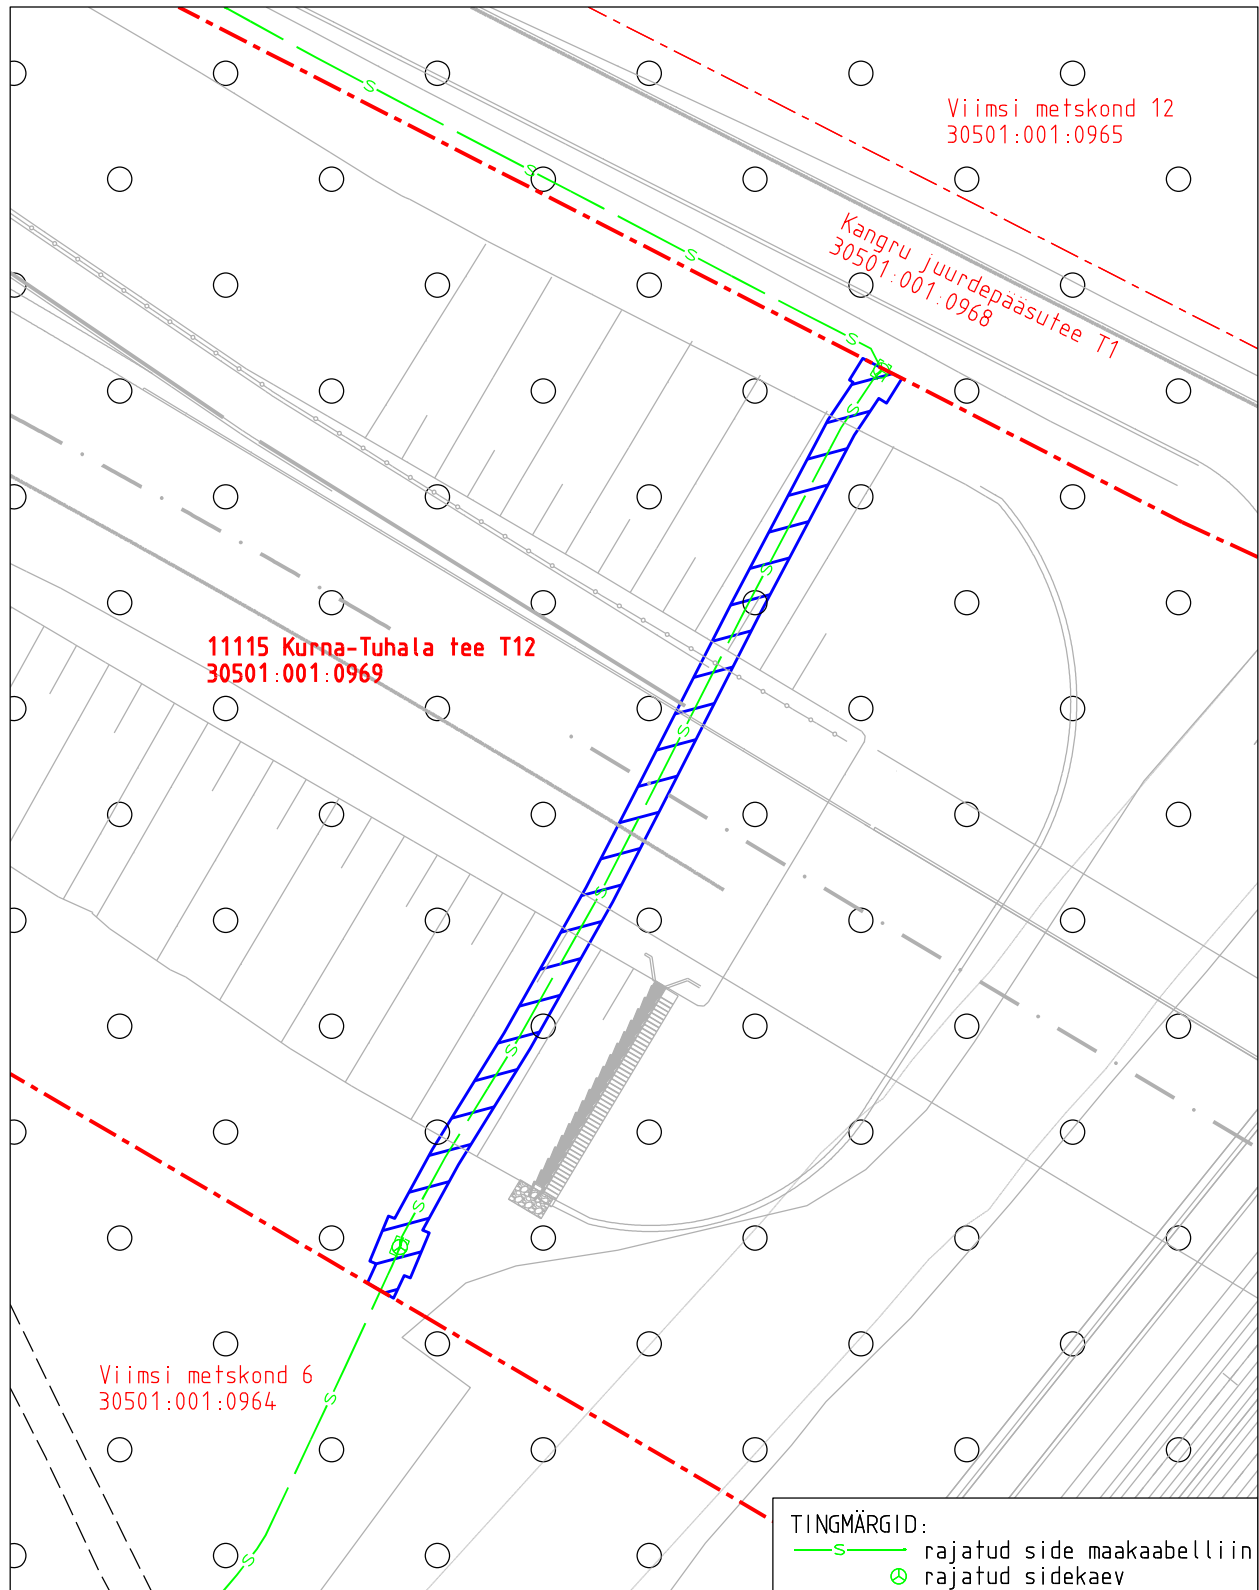 Viimsi metskond 12
30501:001:0965
Kangru juurdepääsutee T1
30501:001:0968
11115 Kurna-Tuhala tee T12
30501:001:0969
Viimsi metskond 6
30501:001:0964
TINGMÄRGID:
s rajatud side maakaabelliin
rajatud sidekaev